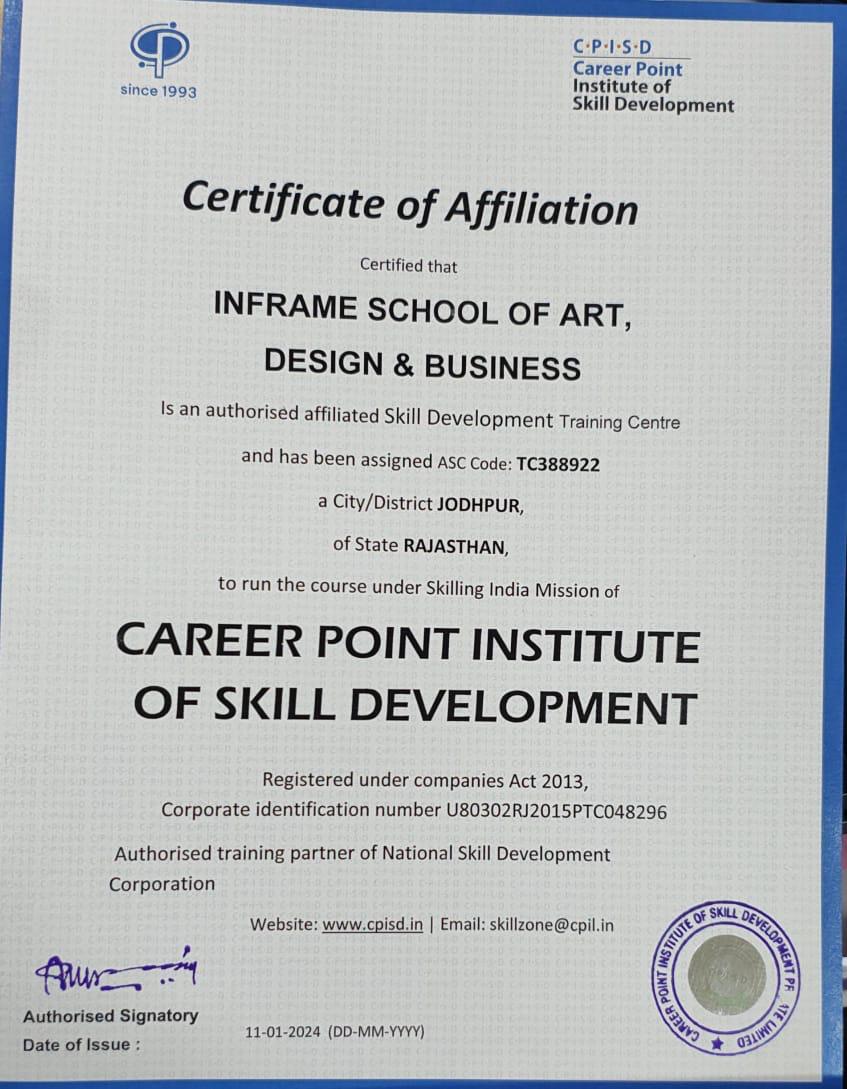 since 1993
C·P·I·S·D
Career Point
Institute of
Skill Development
Certificate of Affiliation
Certified that
INFRAME SCHOOL OF ART,
DESIGN & BUSINESS
Is an authorised affiliated Skill Development Training Centre
and has been assigned ASC Code: TC388922
a City/District JODHPUR,
of State RAJASTHAN,
to run the course under Skilling India Mission of
CAREER POINT INSTITUTE
OF SKILL DEVELOPMENT
Registered under companies Act 2013,
Corporate identification number U80302RJ2015PTC048296
Authorised training partner of National Skill Development
Corporation
Website: www.cpisd.in | Email: skillzone@cpil.in
CAREER POINT INSTITUTE OF SKILL DEVELOPMENT PR ATE LIMITED
Authorised Signatory
Date of Issue : 11-01-2024 (DD-MM-YYYY)